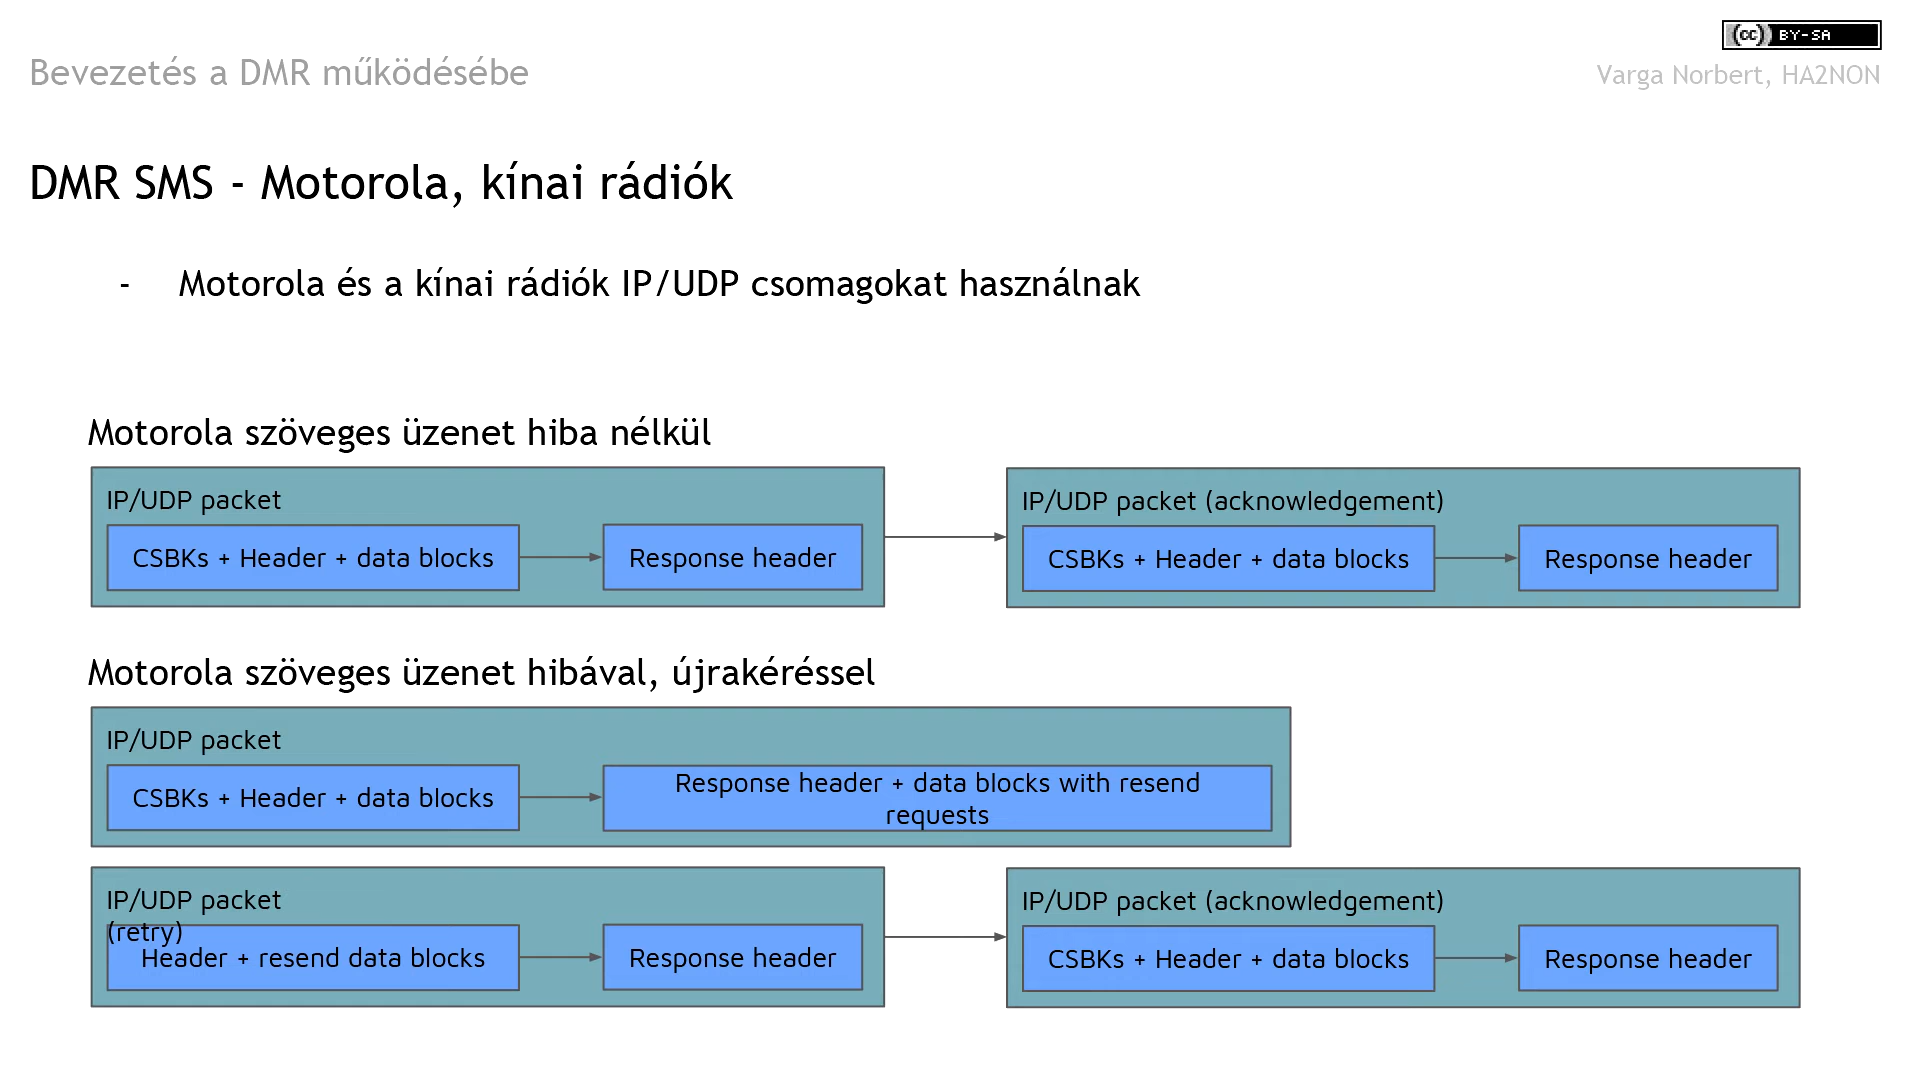 BY-SA
Bevezetés a DMR működésébe
Varga Norbert, HA2NON
DMR SMS - Motorola, kínai rádiók
- Motorola és a kínai rádiók IP/UDP csomagokat használnak
Motorola szöveges üzenet hiba nélkül
IP/UDP packet
CSBKs + Header + data blocks
Response header
IP/UDP packet (acknowledgement)
CSBKs + Header + data blocks
Response header
Motorola szöveges üzenet hibával, újrakéréssel
IP/UDP packet
CSBKs + Header + data blocks
Response header + data blocks with resend
requests
IP/UDP packet
(retry)
Header + resend data blocks
Response header
IP/UDP packet (acknowledgement)
CSBKs + Header + data blocks
Response header